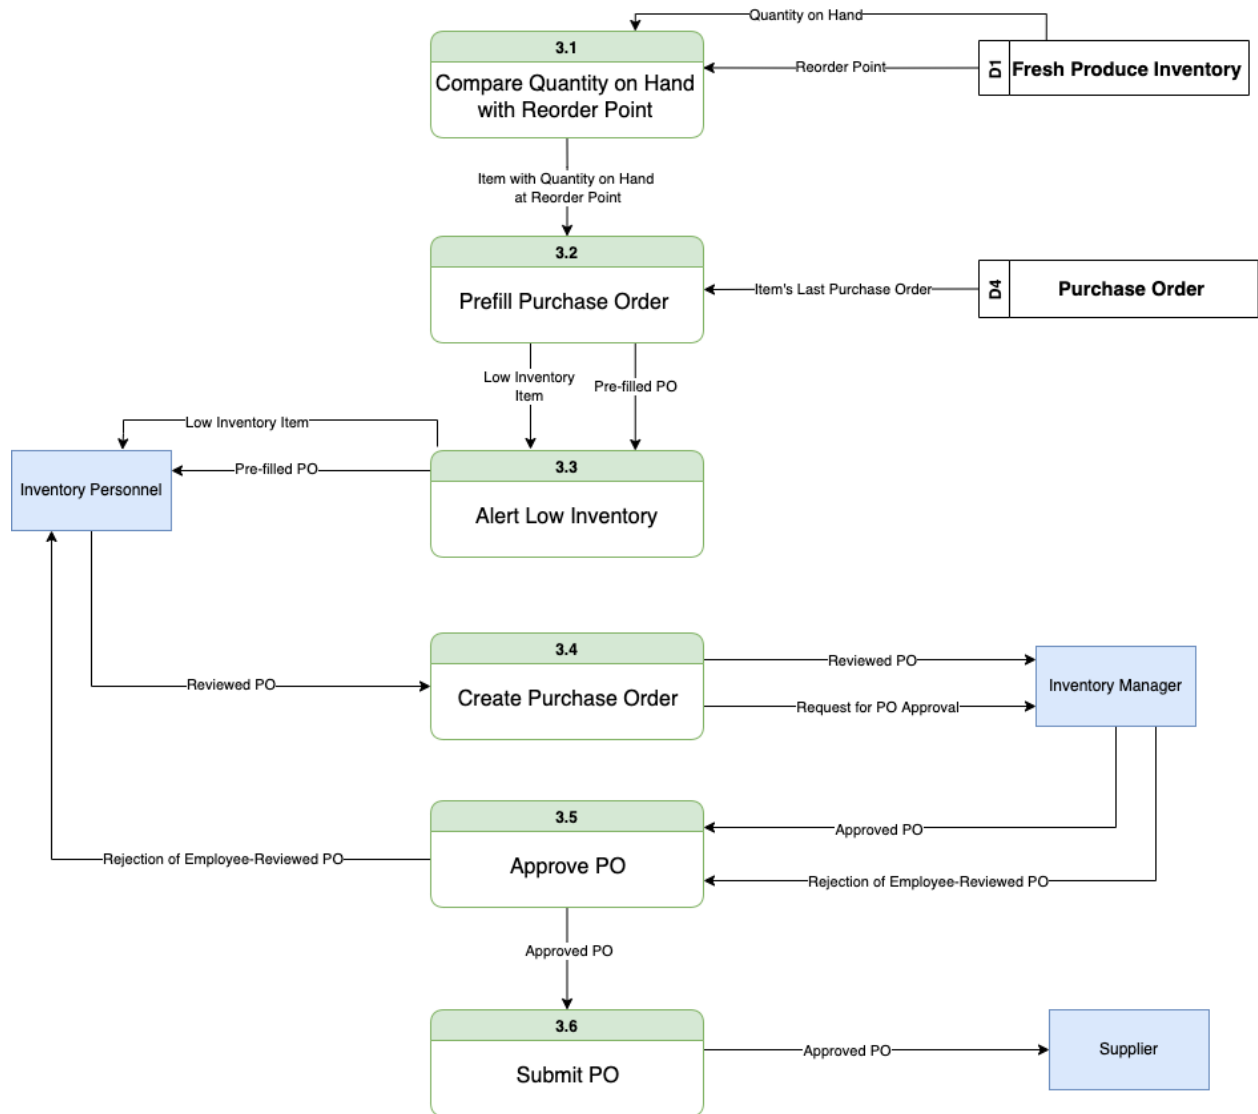 Quantity on Hand
3.1
Compare Quantity on Hand
with Reorder Point
Reorder Point
D1
Fresh Produce Inventory
Item with Quantity on Hand
at Reorder Point
3.2
Prefill Purchase Order
Item's Last Purchase Order
D4
Purchase Order
Low Inventory
Item
Pre-filled PO
Low Inventory Item
Inventory Personnel
Pre-filled PO
3.3
Alert Low Inventory
3.4
Create Purchase Order
Reviewed PO
Reviewed PO
Request for PO Approval
Inventory Manager
3.5
Approve PO
Approved PO
Rejection of Employee-Reviewed PO
Rejection of Employee-Reviewed PO
Approved PO
3.6
Submit PO
Approved PO
Supplier